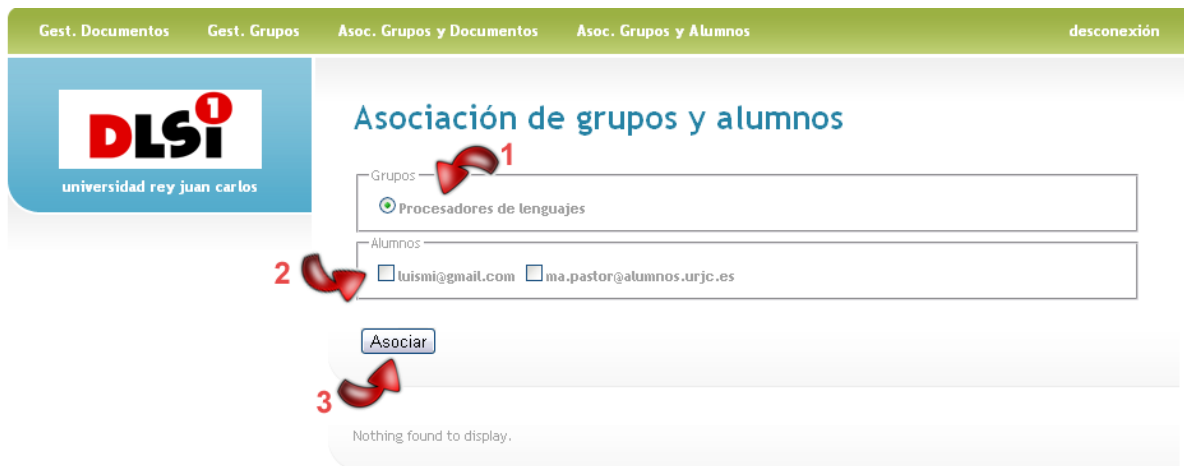 Gest. Documentos Gest. Grupos Asoc. Grupos y Documentos Asoc. Grupos y Alumnos desconexión
DLSi 1
universidad rey juan carlos
Asociación de grupos y alumnos
1
Grupos
Procesadores de lenguajes
Alumnos
2
luismi@gmail.com ma.pastor@alumnos.urjc.es
Asociar
3
Nothing found to display.